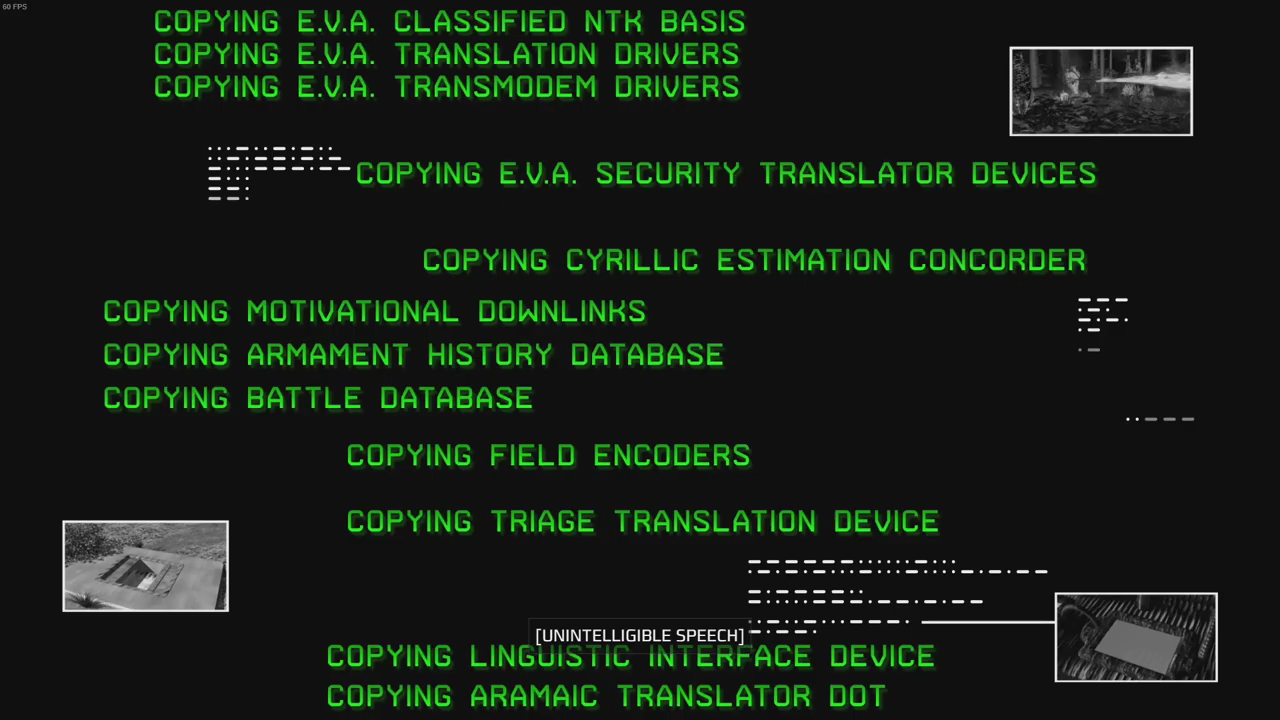 60 FPS
COPYING E.V.A. CLASSIFIED NTK BASIS
COPYING E.V.A. TRANSLATION DRIVERS
COPYING E.V.A. TRANSMODEM DRIVERS
COPYING E.V.A. SECURITY TRANSLATOR DEVICES
COPYING CYRILLIC ESTIMATION CONCORDER
COPYING MOTIVATIONAL DOWNLINKS
COPYING ARMAMENT HISTORY DATABASE
COPYING BATTLE DATABASE
COPYING FIELD ENCODERS
COPYING TRIAGE TRANSLATION DEVICE
[UNINTELLIGIBLE SPEECH]
COPYING LINGUISTIC INTERFACE DEVICE
COPYING ARAMAIC TRANSLATOR DOT